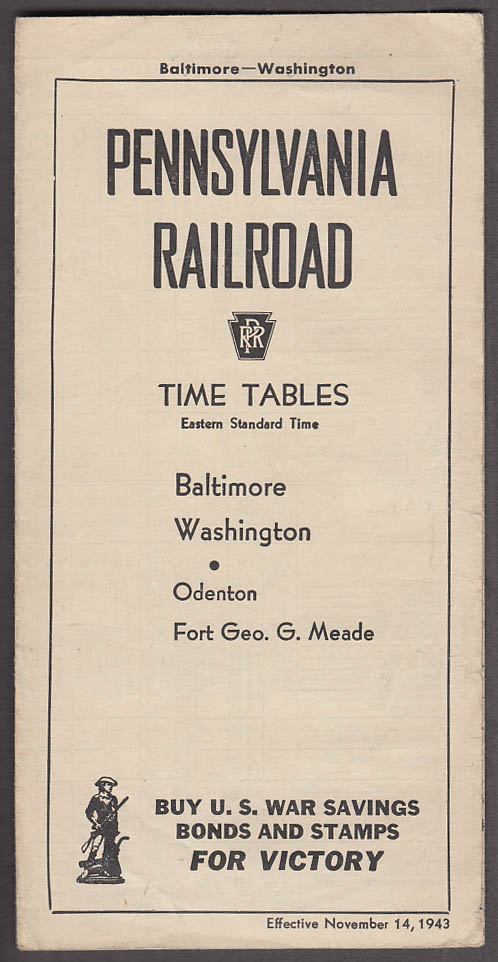 Baltimore—Washington
PENNSYLVANIA
RAILROAD
PRR
TIME TABLES
Eastern Standard Time
Baltimore
Washington
•
Odenton
Fort Geo. G. Meade
BUY U. S. WAR SAVINGS
BONDS AND STAMPS
FOR VICTORY
Effective November 14, 1943